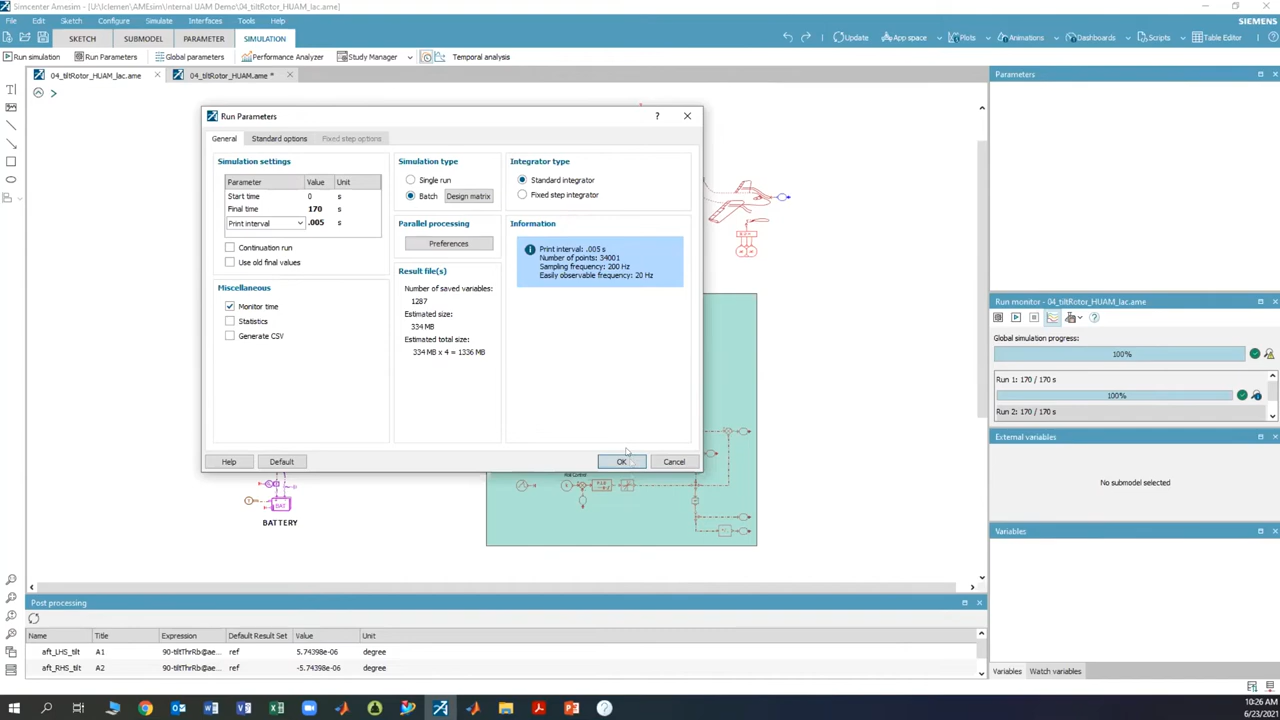 Simcenter Amesim - [U:\lclemen\AMEsim\Internal UAM Demo\04_tiltRotor_HUAM_lac.ame]
File Edit Sketch Configure Simulate Interfaces Tools Help
SIEMENS
SKETCH SUBMODEL PARAMETER SIMULATION
Update App space Plots Animations Dashboards Scripts Table Editor
Run simulation Run Parameters Global parameters Performance Analyzer Study Manager Temporal analysis
04_tiltRotor_HUAM_lac.ame 04_tiltRotor_HUAM.ame *
Parameters
>
Run Parameters
? 
General Standard options Fixed step options
Simulation settings
Parameter Value Unit
Start time 0 s
Final time 170 s
Print interval .005 s
Continuation run
Use old final values
Miscellaneous
Monitor time
Statistics
Generate CSV
Simulation type
Single run
Batch Design matrix
Parallel processing
Preferences
Result file(s)
Number of saved variables:
1287
Estimated size:
334 MB
Estimated total size:
334 MB x 4 = 1336 MB
Integrator type
Standard integrator
Fixed step integrator
Information
Print interval: .005 s
Number of points: 34001
Sampling frequency: 200 Hz
Easily observable frequency: 20 Hz
Help Default OK Cancel
Roll Control
BAT
BATTERY
Run monitor - 04_tiltRotor_HUAM_lac.ame
Global simulation progress:
100%
Run 1: 170 / 170 s
100%
Run 2: 170 / 170 s
External variables
No submodel selected
Variables
Variables Watch variables
Post processing
Name Title Expression Default Result Set Value Unit
aft_LHS_tilt A1 90-tiltThrRb@ae... ref 5.74398e-06 degree
aft_RHS_tilt A2 90-tiltThrRb@ae... ref -5.74398e-06 degree
10:26 AM
6/23/2021